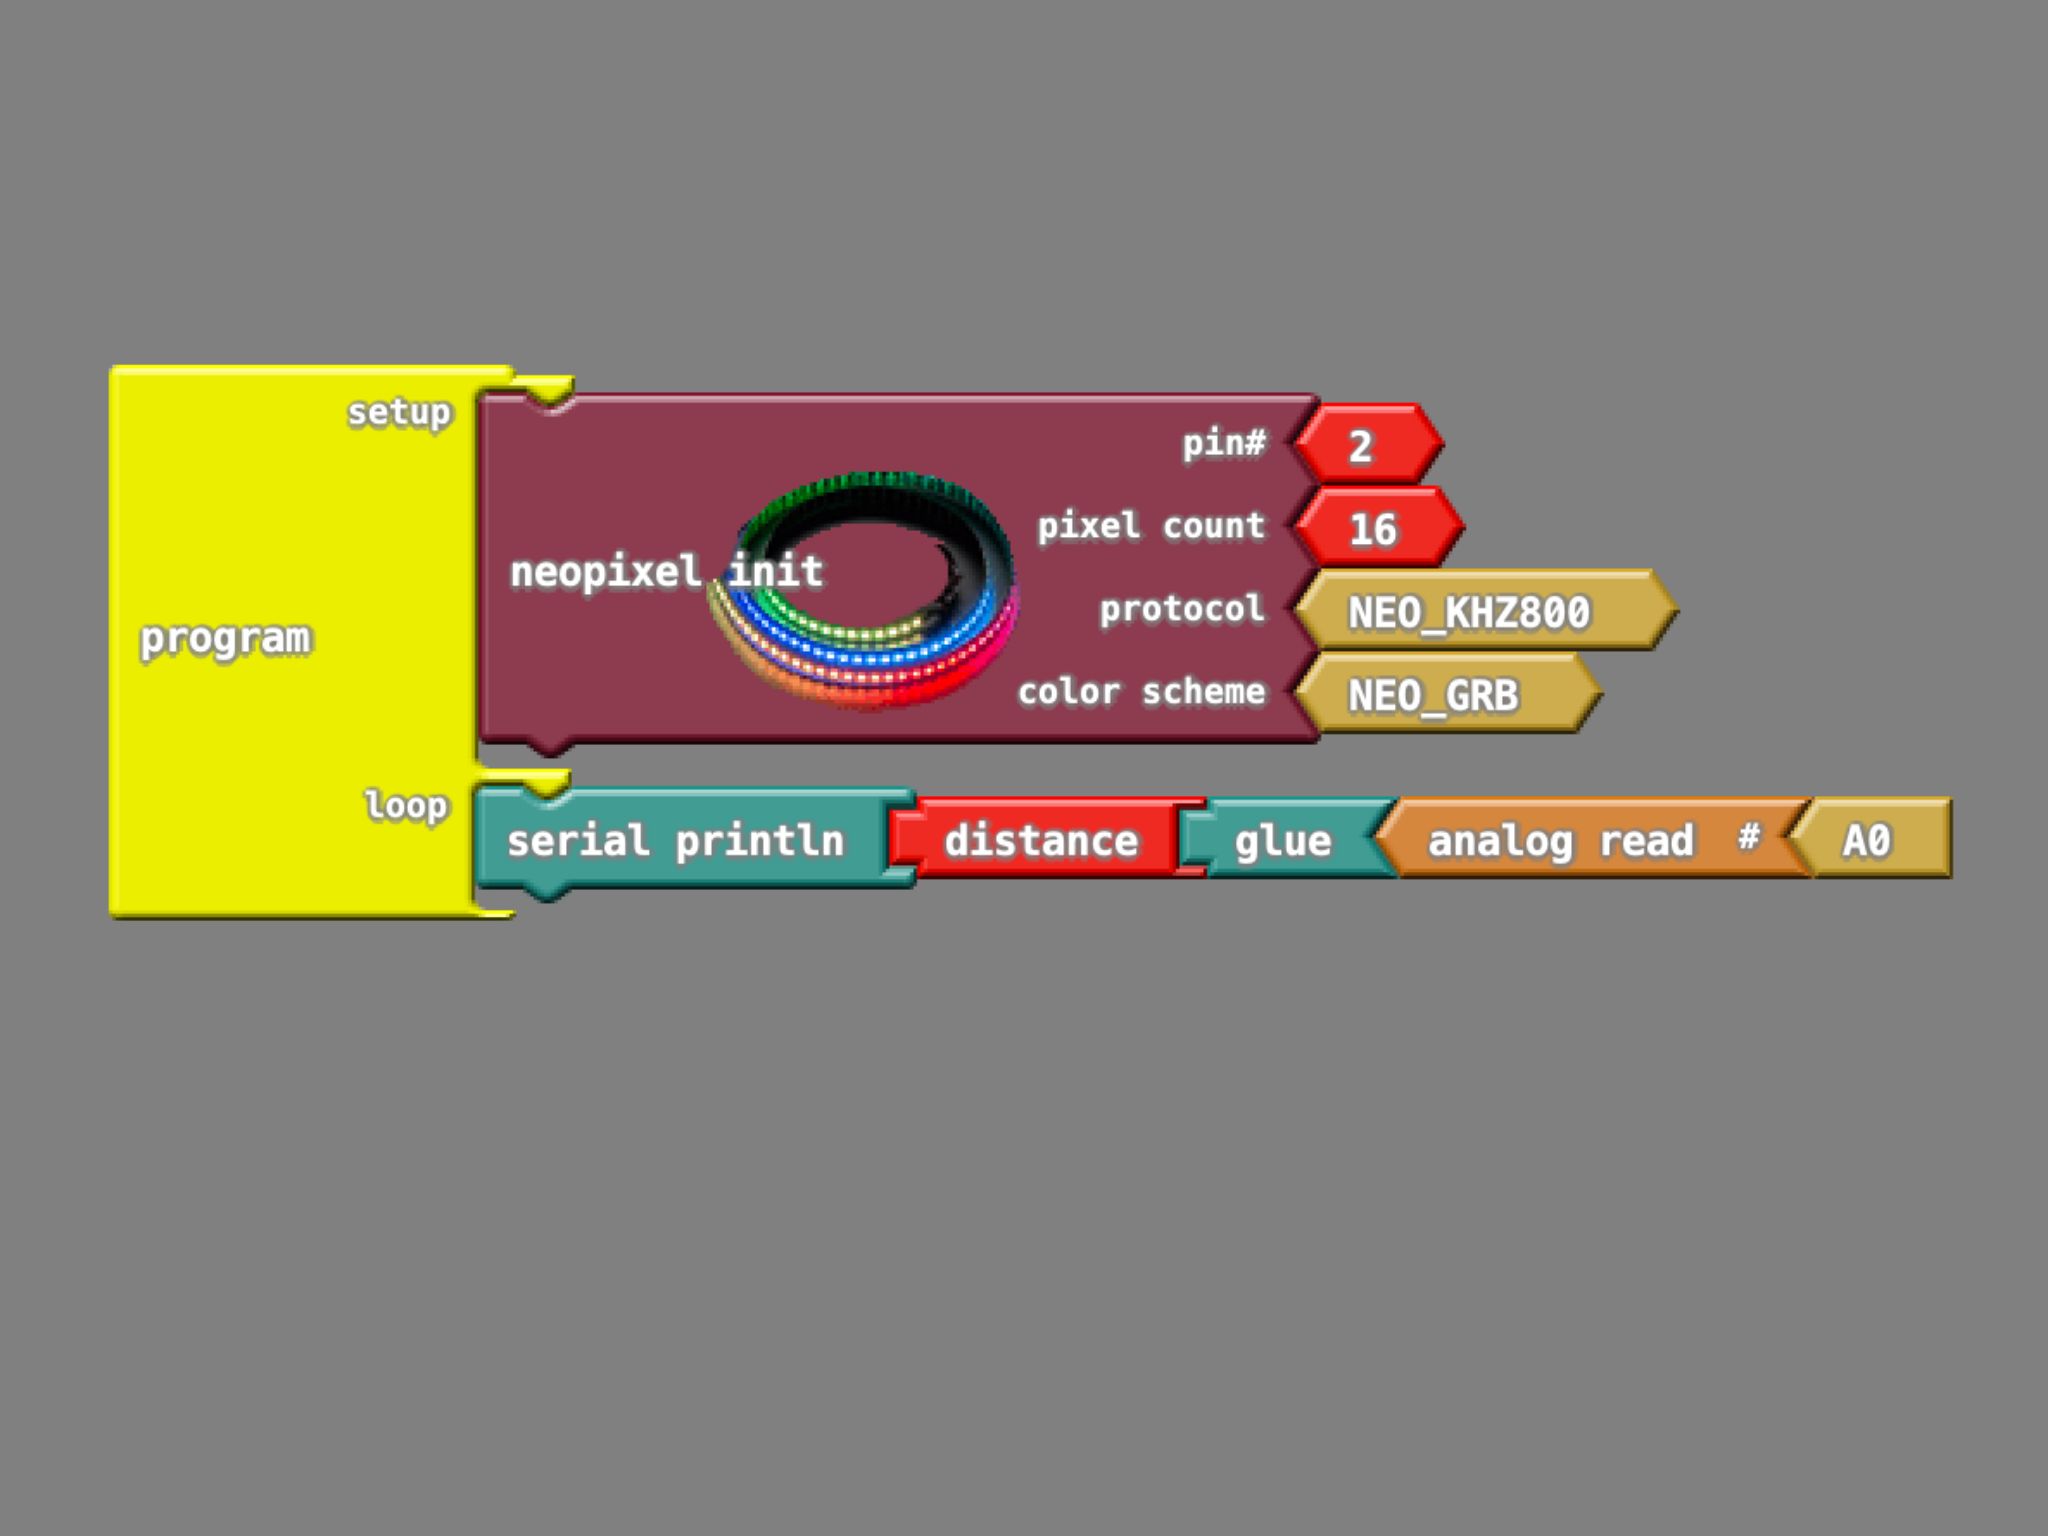 program
setup
neopixel init
pin# 2
pixel count 16
protocol NEO_KHZ800
color scheme NEO_GRB
loop
serial println distance glue analog read # A0